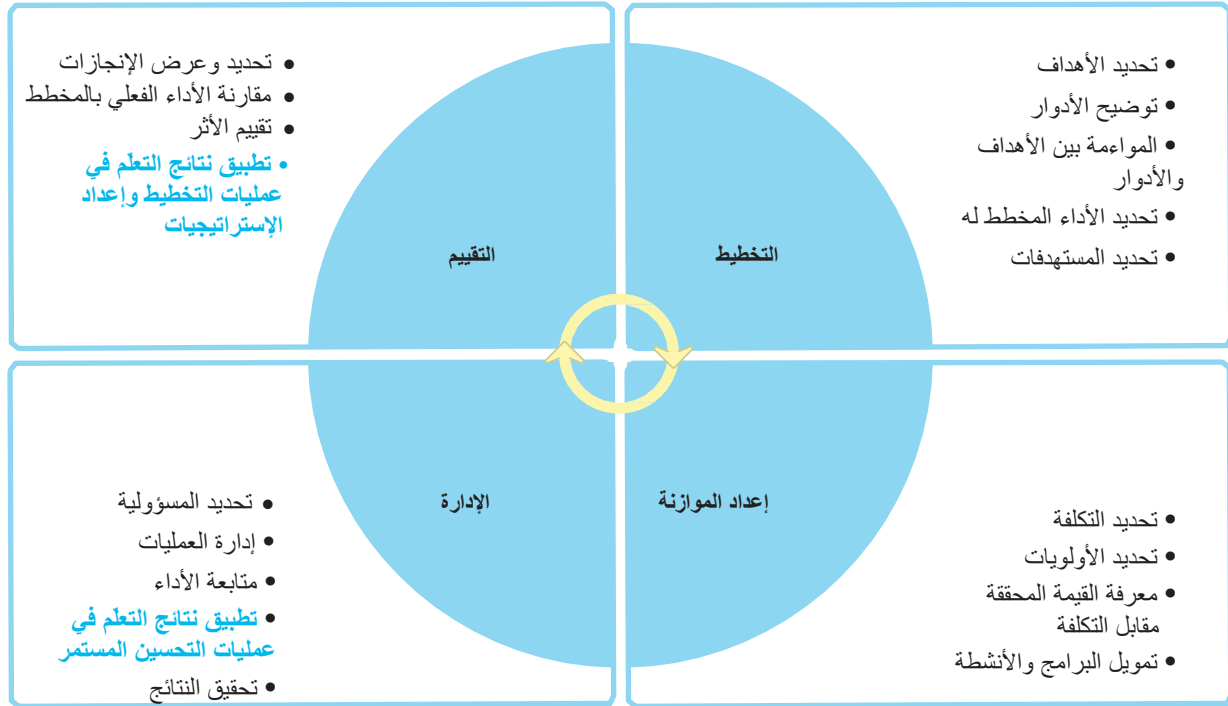 • تحديد الأهداف
• توضيح الأدوار
• المواءمة بين الأهداف
والأدوار
• تحديد الأداء المخطط له
• تحديد المستهدفات
التخطيط
• تحديد وعرض الإنجازات
• مقارنة الأداء الفعلي بالمخطط
• تقييم الأثر
• تطبيق نتائج التعلّم في
عمليات التخطيط وإعداد
الإستراتيجيات
التقييم
إعداد الموازنة
• تحديد التكلفة
• تحديد الأولويات
• معرفة القيمة المحققة
مقابل التكلفة
• تمويل البرامج والأنشطة
الإدارة
• تحديد المسؤولية
• إدارة العمليات
• متابعة الأداء
• تطبيق نتائج التعلّم في
عمليات التحسين المستمر
• تحقيق النتائج